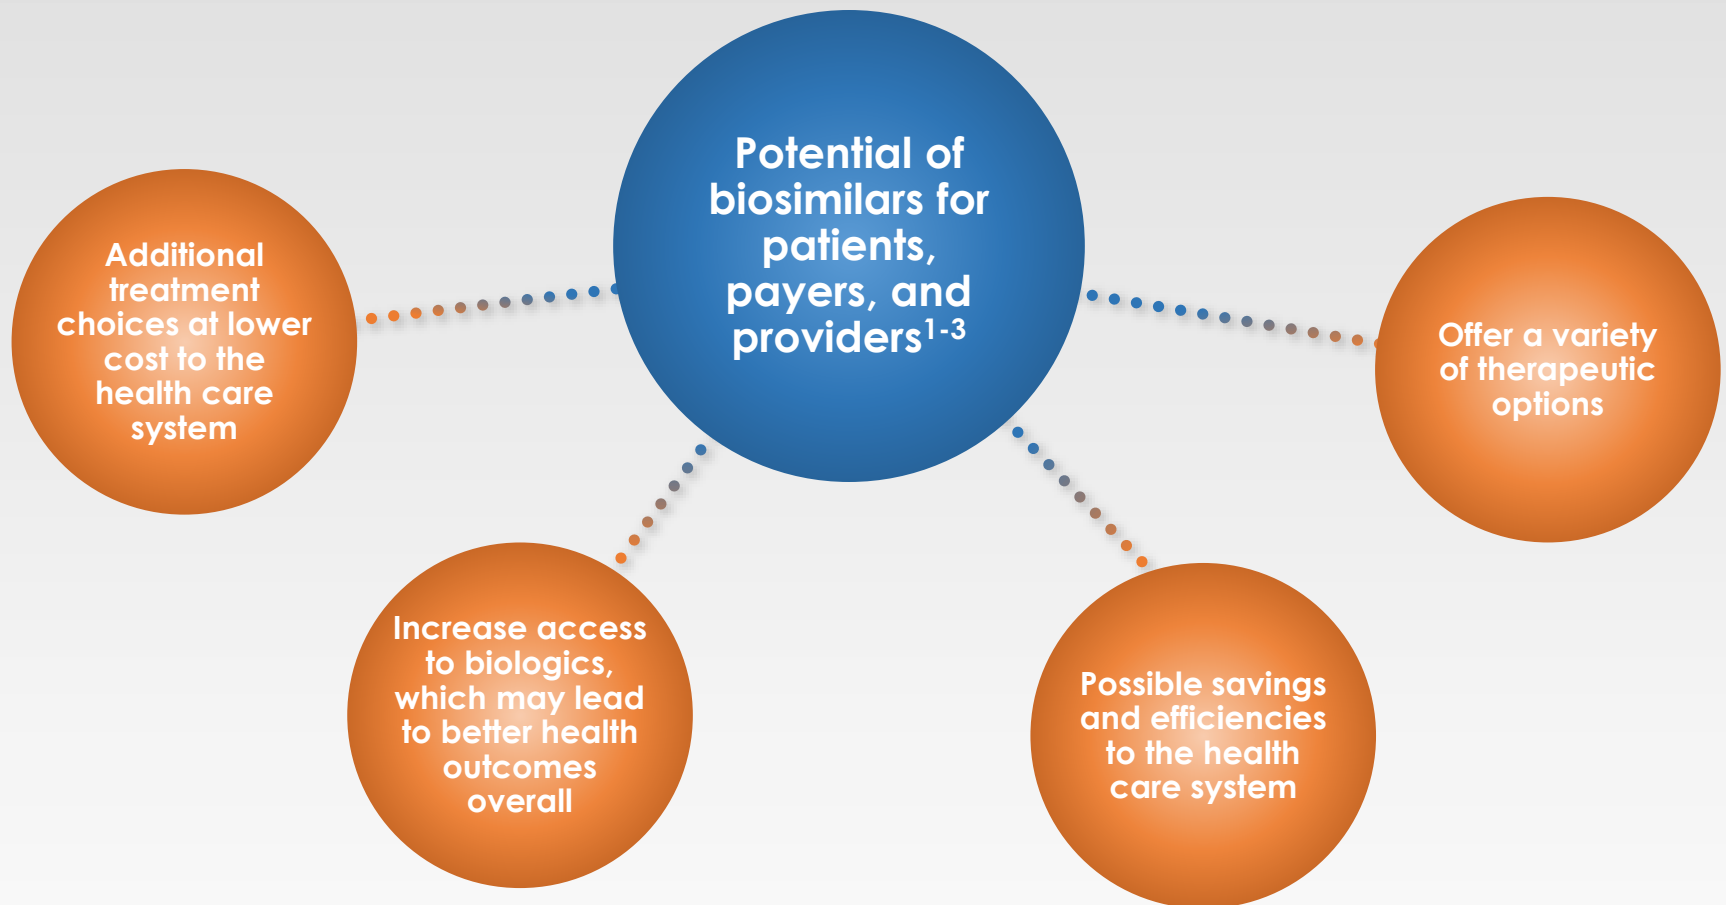 Potential of
biosimilars for
patients,
payers, and
providers1-3
Additional
treatment
choices at lower
cost to the
health care
system
Increase access
to biologics,
which may lead
to better health
outcomes
overall
Possible savings
and efficiencies
to the health
care system
Offer a variety
of therapeutic
options